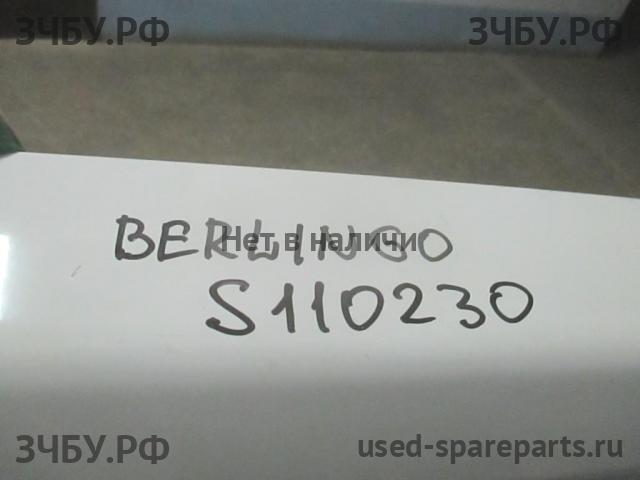 ЗЧБУ.РФ ЗЧБУ.РФ
BERLINGO
Нет в наличии
S110230
ЗЧБУ.РФ used-spareparts.ru